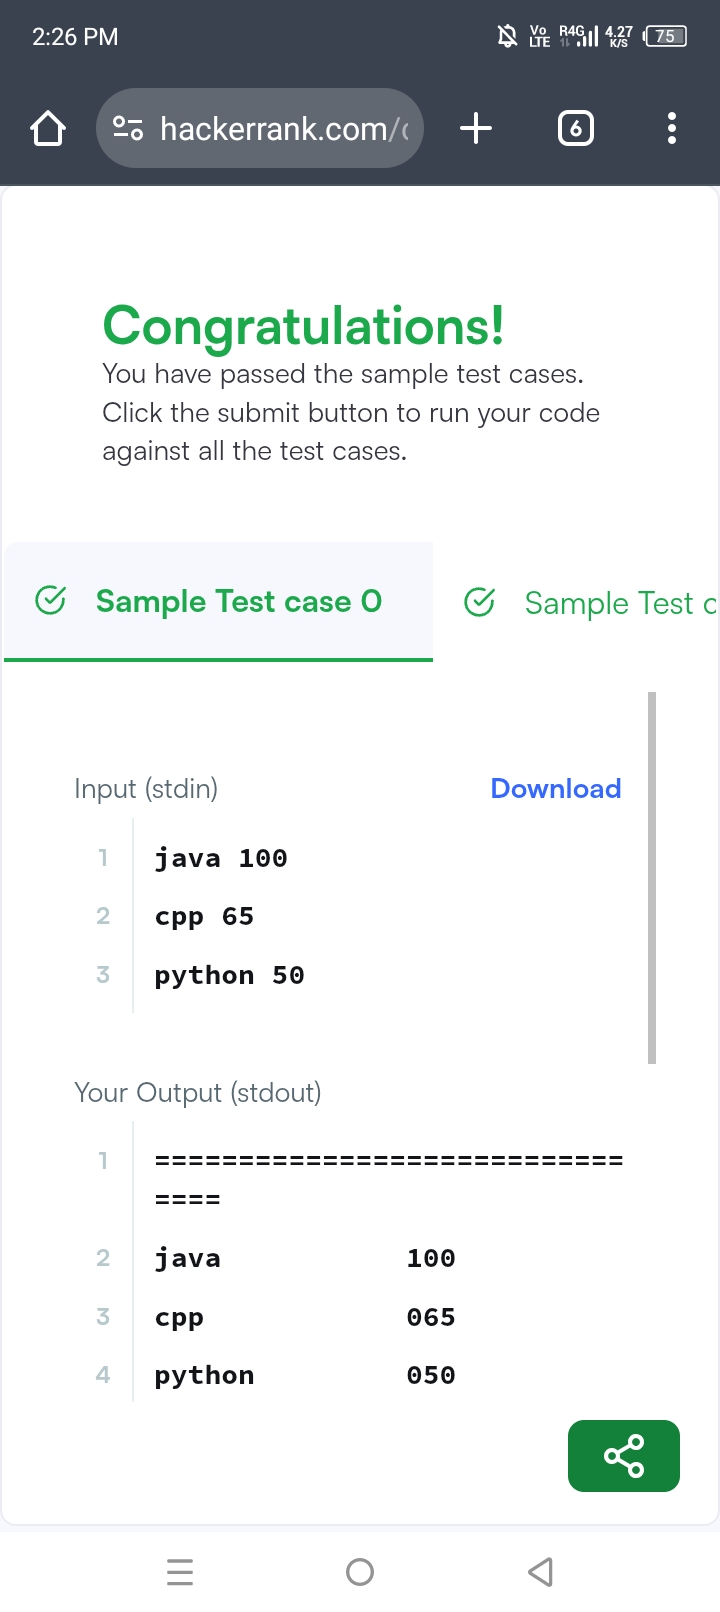 2:26 PM Vo LTE R4G 4.27 K/S 75
hackerrank.com/ 6
Congratulations!
You have passed the sample test cases.
Click the submit button to run your code
against all the test cases.
Sample Test case 0 Sample Test c
Input (stdin) Download
1 java 100
2 cpp 65
3 python 50
Your Output (stdout)
1 ============================
====
2 java 100
3 cpp 065
4 python 050